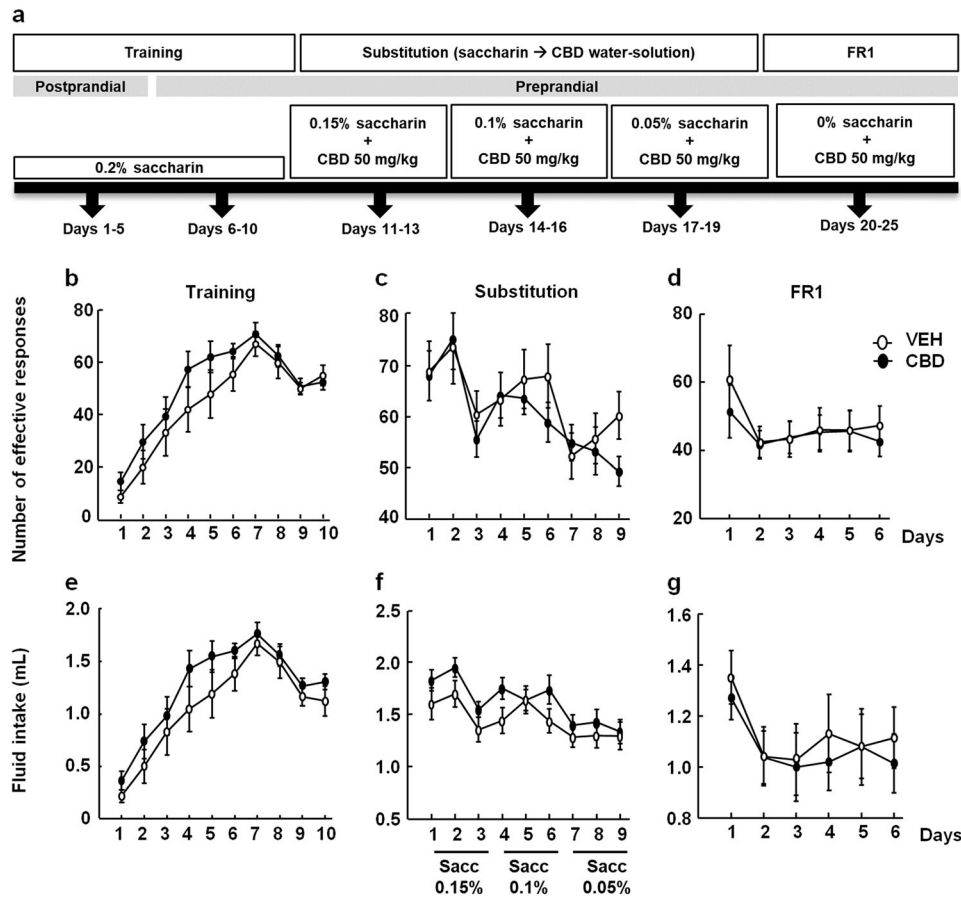 a
Training
Substitution (saccharin → CBD water-solution)
FR1
Postprandial
Preprandial
0.2% saccharin
0.15% saccharin
+
CBD 50 mg/kg
0.1% saccharin
+
CBD 50 mg/kg
0.05% saccharin
+
CBD 50 mg/kg
0% saccharin
+
CBD 50 mg/kg
Days 1-5
Days 6-10
Days 11-13
Days 14-16
Days 17-19
Days 20-25
b
Training
Number of effective responses
80
60
40
20
0
1 2 3 4 5 6 7 8 9 10
c
Substitution
80
70
60
50
40
1 2 3 4 5 6 7 8 9
d
FR1
VEH
CBD
80
60
40
20
1 2 3 4 5 6 Days
e
Fluid intake (mL)
2.0
1.5
1.0
0.5
0
1 2 3 4 5 6 7 8 9 10
f
2.5
2.0
1.5
1.0
0.5
1 2 3 4 5 6 7 8 9
Sacc
0.15%
Sacc
0.1%
Sacc
0.05%
g
1.6
1.4
1.2
1.0
0.8
1 2 3 4 5 6 Days